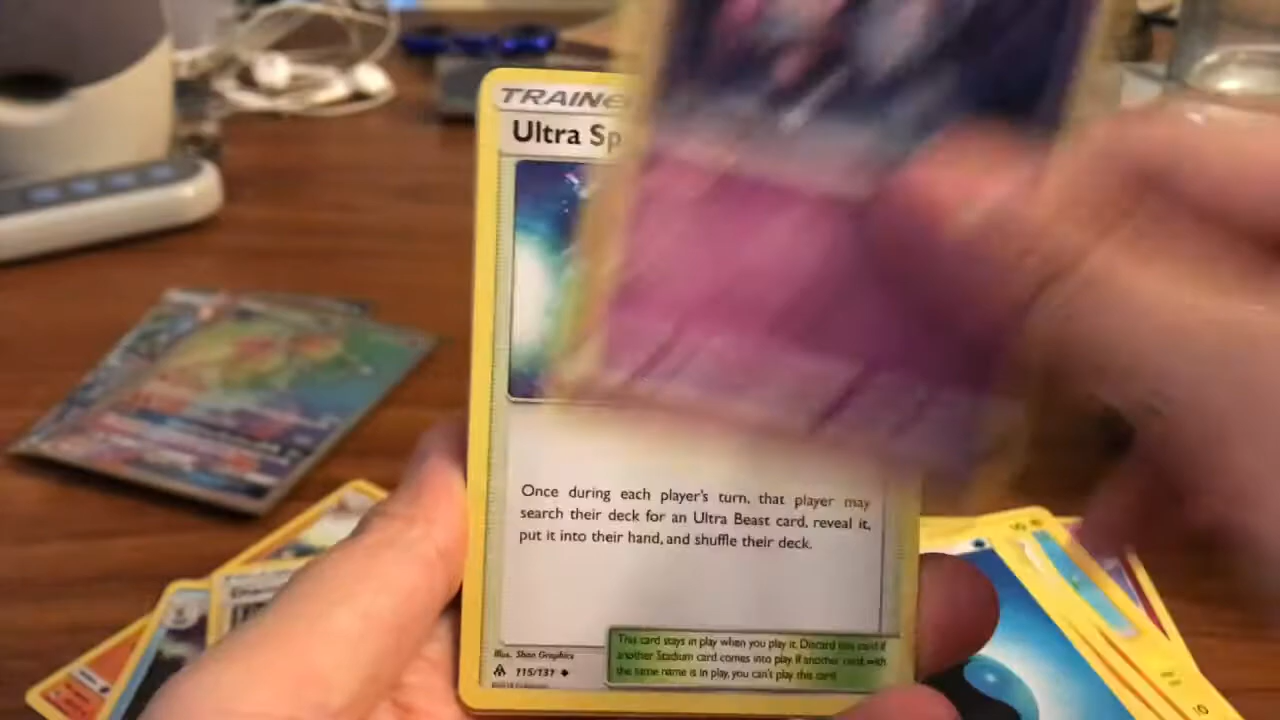 TRAINE
Ultra Sp
Once during each player's turn, that player may
search their deck for an Ultra Beast card, reveal it,
put it into their hand, and shuffle their deck.
This card stays in play when you play it. Discard this card if
another Stadium card comes into play. If another card with
the same name is in play, you can't play this card.
Illus. Shon Graphics
115/131